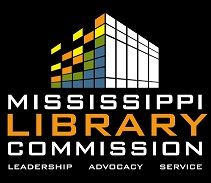 MISSISSIPPI
LIBRARY
COMMISSION
LEADERSHIP ADVOCACY SERVICE